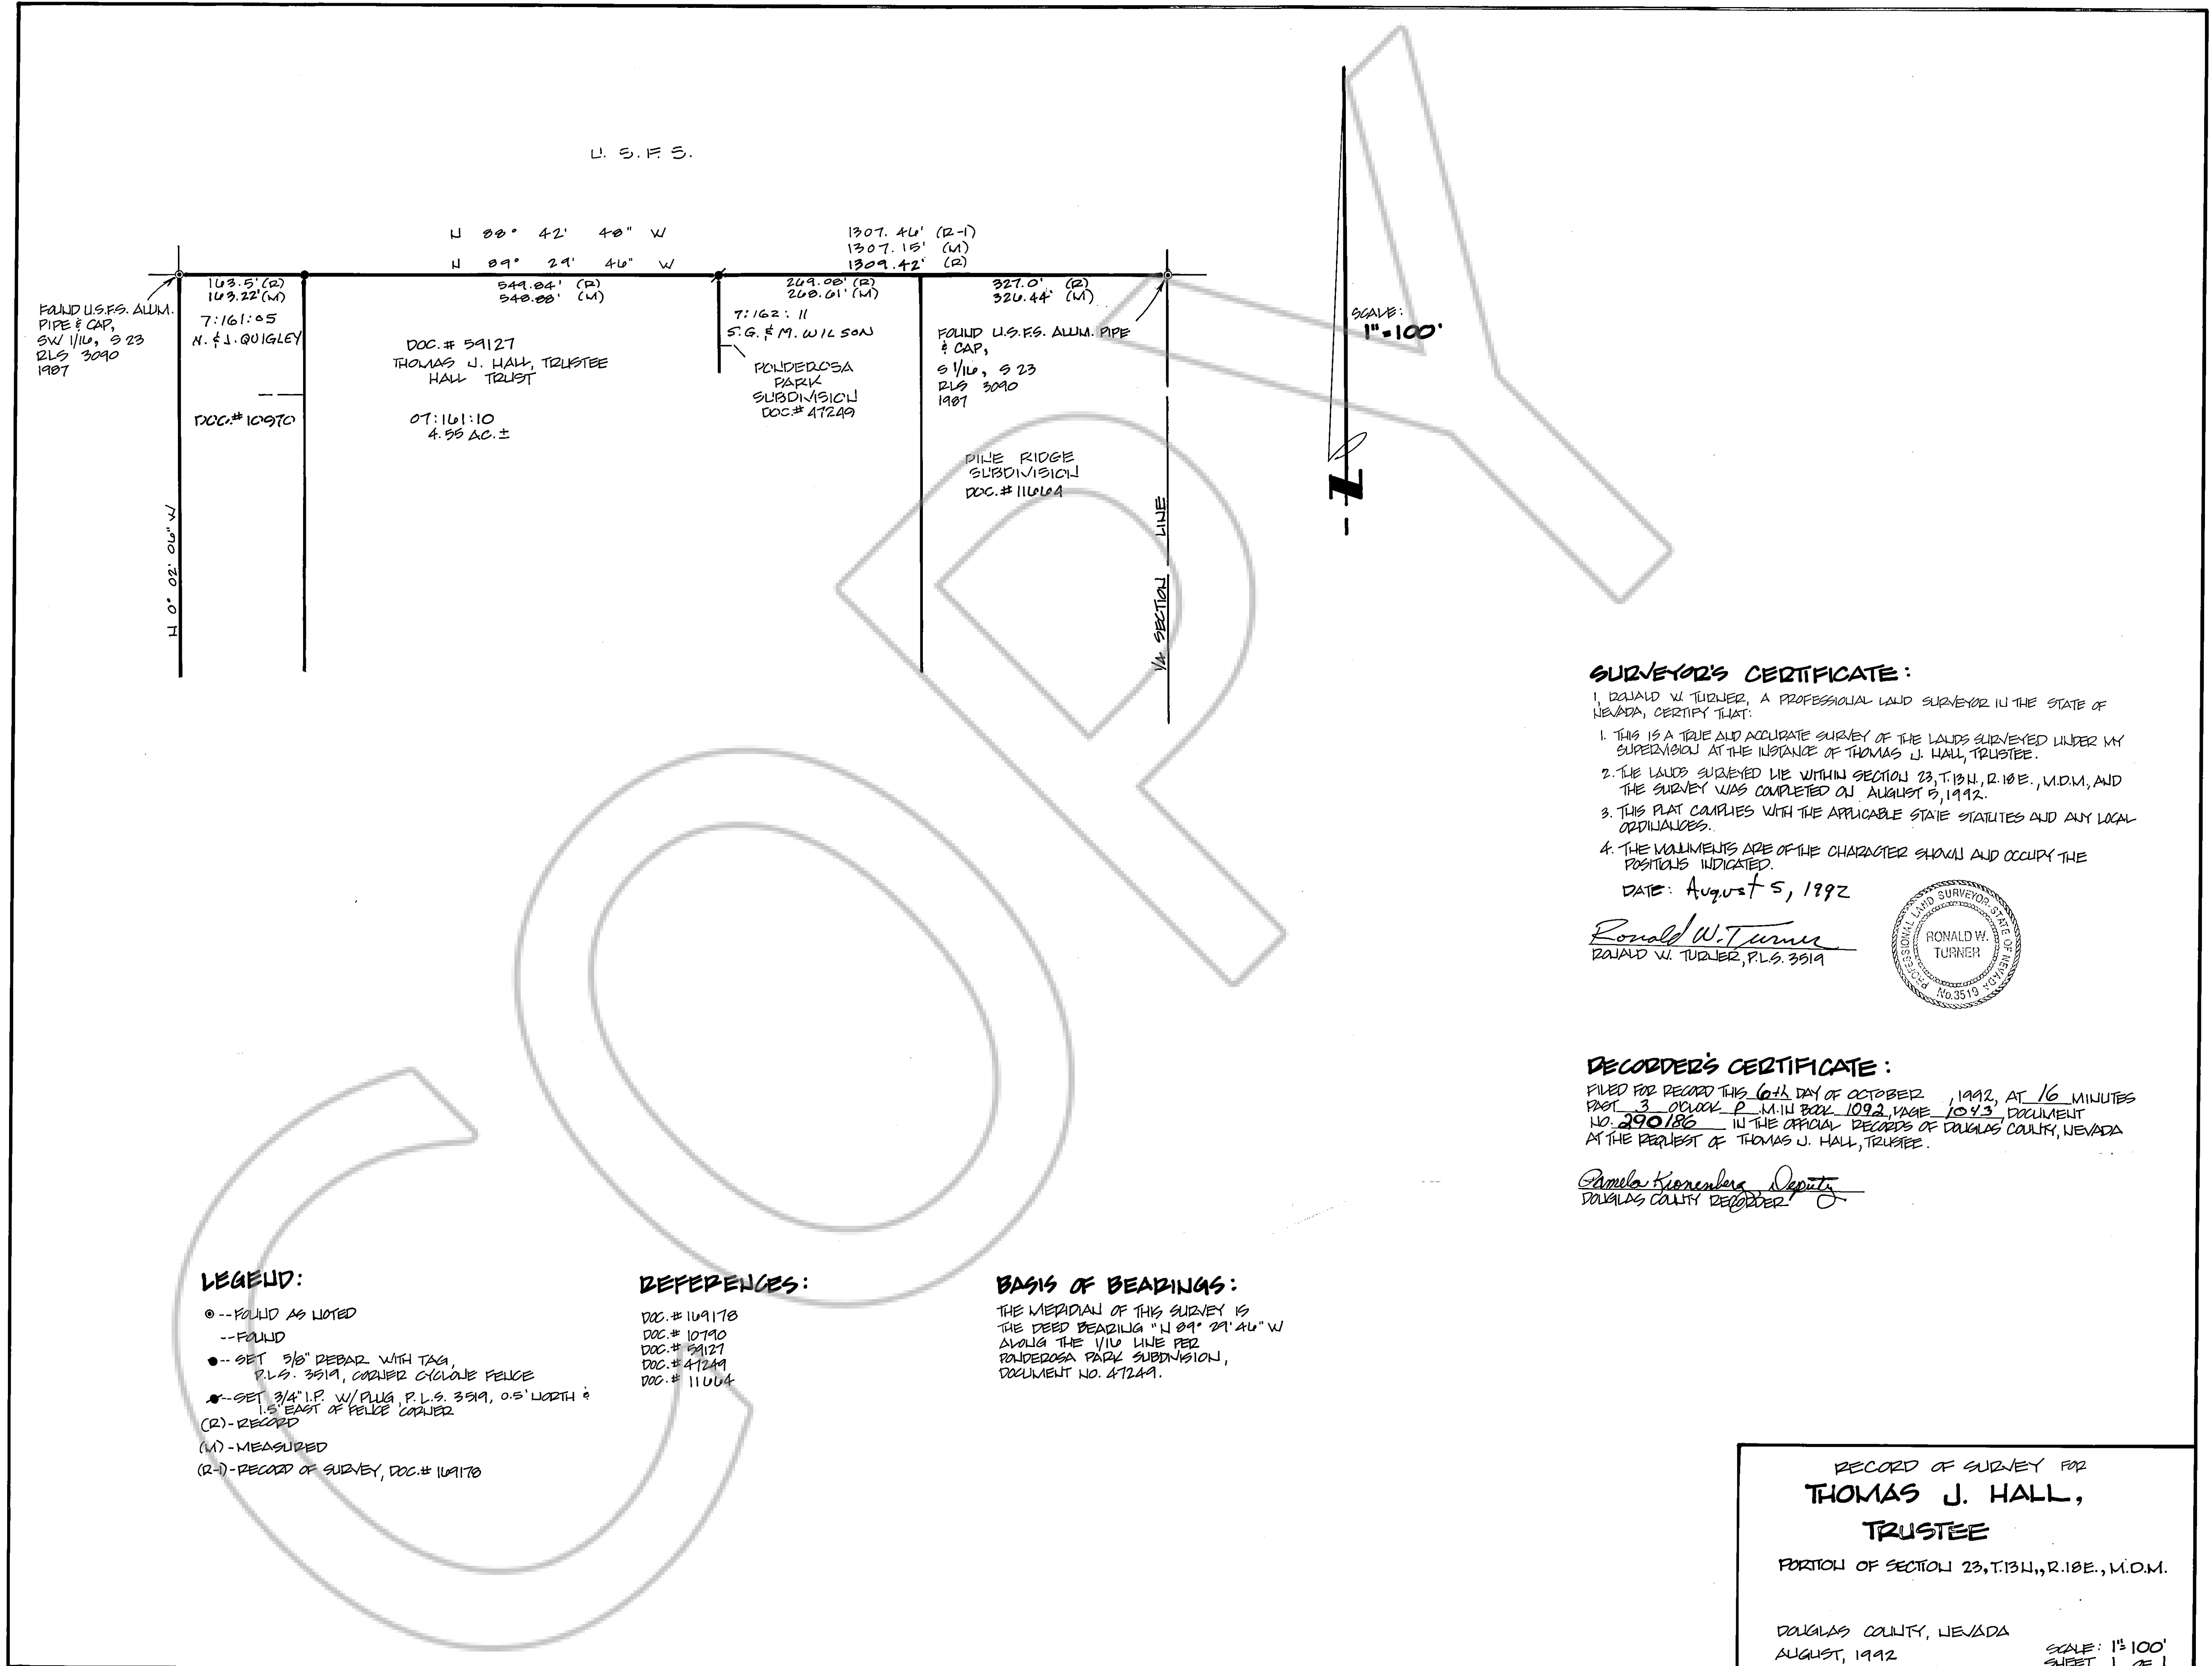 U.S.F.S.
N 88° 42' 48" W
1307.46' (R-1)
1307.15' (M)
N 89° 29' 46" W
1309.42' (R)
163.5' (R)
163.22' (M)
549.84' (R)
548.88' (M)
269.08' (R)
268.61' (M)
327.0' (R)
326.44' (M)
FOUND U.S.F.S. ALUM.
PIPE & CAP,
SW 1/16, S 23
RLS 3090
1987
7:161:05
N. & J. QUIGLEY
DOC.# 10970
DOC.# 59127
THOMAS J. HALL, TRUSTEE
HALL TRUST
07:161:10
4.55 AC.±
7:162:11
S.G. & M. WILSON
PONDEROSA
PARK
SUBDIVISION
DOC.# 47249
FOUND U.S.F.S. ALUM. PIPE
& CAP,
S 1/16, S 23
RLS 3090
1987
PINE RIDGE
SUBDIVISION
DOC.# 11664
N 0° 02' 06" W
1/4 SECTION LINE
SCALE:
1"=100'
N
COPY
SURVEYOR'S CERTIFICATE:
I, RONALD W. TURNER, A PROFESSIONAL LAND SURVEYOR IN THE STATE OF
NEVADA, CERTIFY THAT:
1. THIS IS A TRUE AND ACCURATE SURVEY OF THE LANDS SURVEYED UNDER MY
SUPERVISION AT THE INSTANCE OF THOMAS J. HALL, TRUSTEE.
2. THE LANDS SURVEYED LIE WITHIN SECTION 23, T.13N., R.18E., M.D.M., AND
THE SURVEY WAS COMPLETED ON AUGUST 5, 1992.
3. THIS PLAT COMPLIES WITH THE APPLICABLE STATE STATUTES AND ANY LOCAL
ORDINANCES.
4. THE MONUMENTS ARE OF THE CHARACTER SHOWN AND OCCUPY THE
POSITIONS INDICATED.
DATE: August 5, 1992
Ronald W. Turner
RONALD W. TURNER, P.L.S. 3519
PROFESSIONAL LAND SURVEYOR-STATE OF NEVADA
RONALD W.
TURNER
No.3519
RECORDER'S CERTIFICATE:
FILED FOR RECORD THIS 6th DAY OF OCTOBER, 1992, AT 16 MINUTES
PAST 3 O'CLOCK P.M. IN BOOK 1092, PAGE 1043, DOCUMENT
NO. 290186 IN THE OFFICIAL RECORDS OF DOUGLAS COUNTY, NEVADA
AT THE REQUEST OF THOMAS J. HALL, TRUSTEE.
Pamela Kronenberg, Deputy
DOUGLAS COUNTY RECORDER
LEGEND:
--FOUND AS NOTED
--FOUND
-- SET 5/8" REBAR WITH TAG,
P.L.S. 3519, CORNER CYCLONE FENCE
--SET 3/4" I.P. W/PLUG, P.L.S. 3519, 0.5' NORTH &
1.5' EAST OF FENCE CORNER
(R)-RECORD
(M)-MEASURED
(R-1)-RECORD OF SURVEY, DOC.# 169178
REFERENCES:
DOC.# 169178
DOC.# 10790
DOC.# 59127
DOC.# 47249
DOC.# 11664
BASIS OF BEARINGS:
THE MERIDIAN OF THIS SURVEY IS
THE DEED BEARING "N 89° 29' 46" W
ALONG THE 1/16 LINE PER
PONDEROSA PARK SUBDIVISION,
DOCUMENT NO. 47249.
RECORD OF SURVEY FOR
THOMAS J. HALL,
TRUSTEE
PORTION OF SECTION 23, T.13N., R.18E., M.D.M.
DOUGLAS COUNTY, NEVADA
AUGUST, 1992
SCALE: 1"=100'
SHEET 1 OF 1